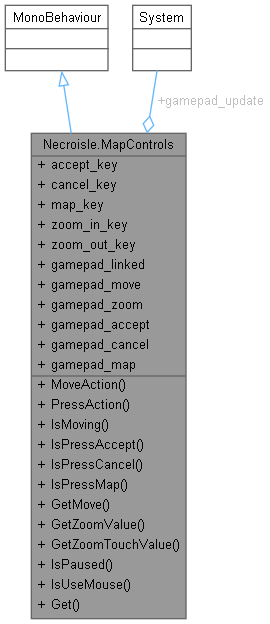 MonoBehaviour
System
+gamepad_update
Necroisle.MapControls
+ accept_key
+ cancel_key
+ map_key
+ zoom_in_key
+ zoom_out_key
+ gamepad_linked
+ gamepad_move
+ gamepad_zoom
+ gamepad_accept
+ gamepad_cancel
+ gamepad_map
+ MoveAction()
+ PressAction()
+ IsMoving()
+ IsPressAccept()
+ IsPressCancel()
+ IsPressMap()
+ GetMove()
+ GetZoomValue()
+ GetZoomTouchValue()
+ IsPaused()
+ IsUseMouse()
+ Get()